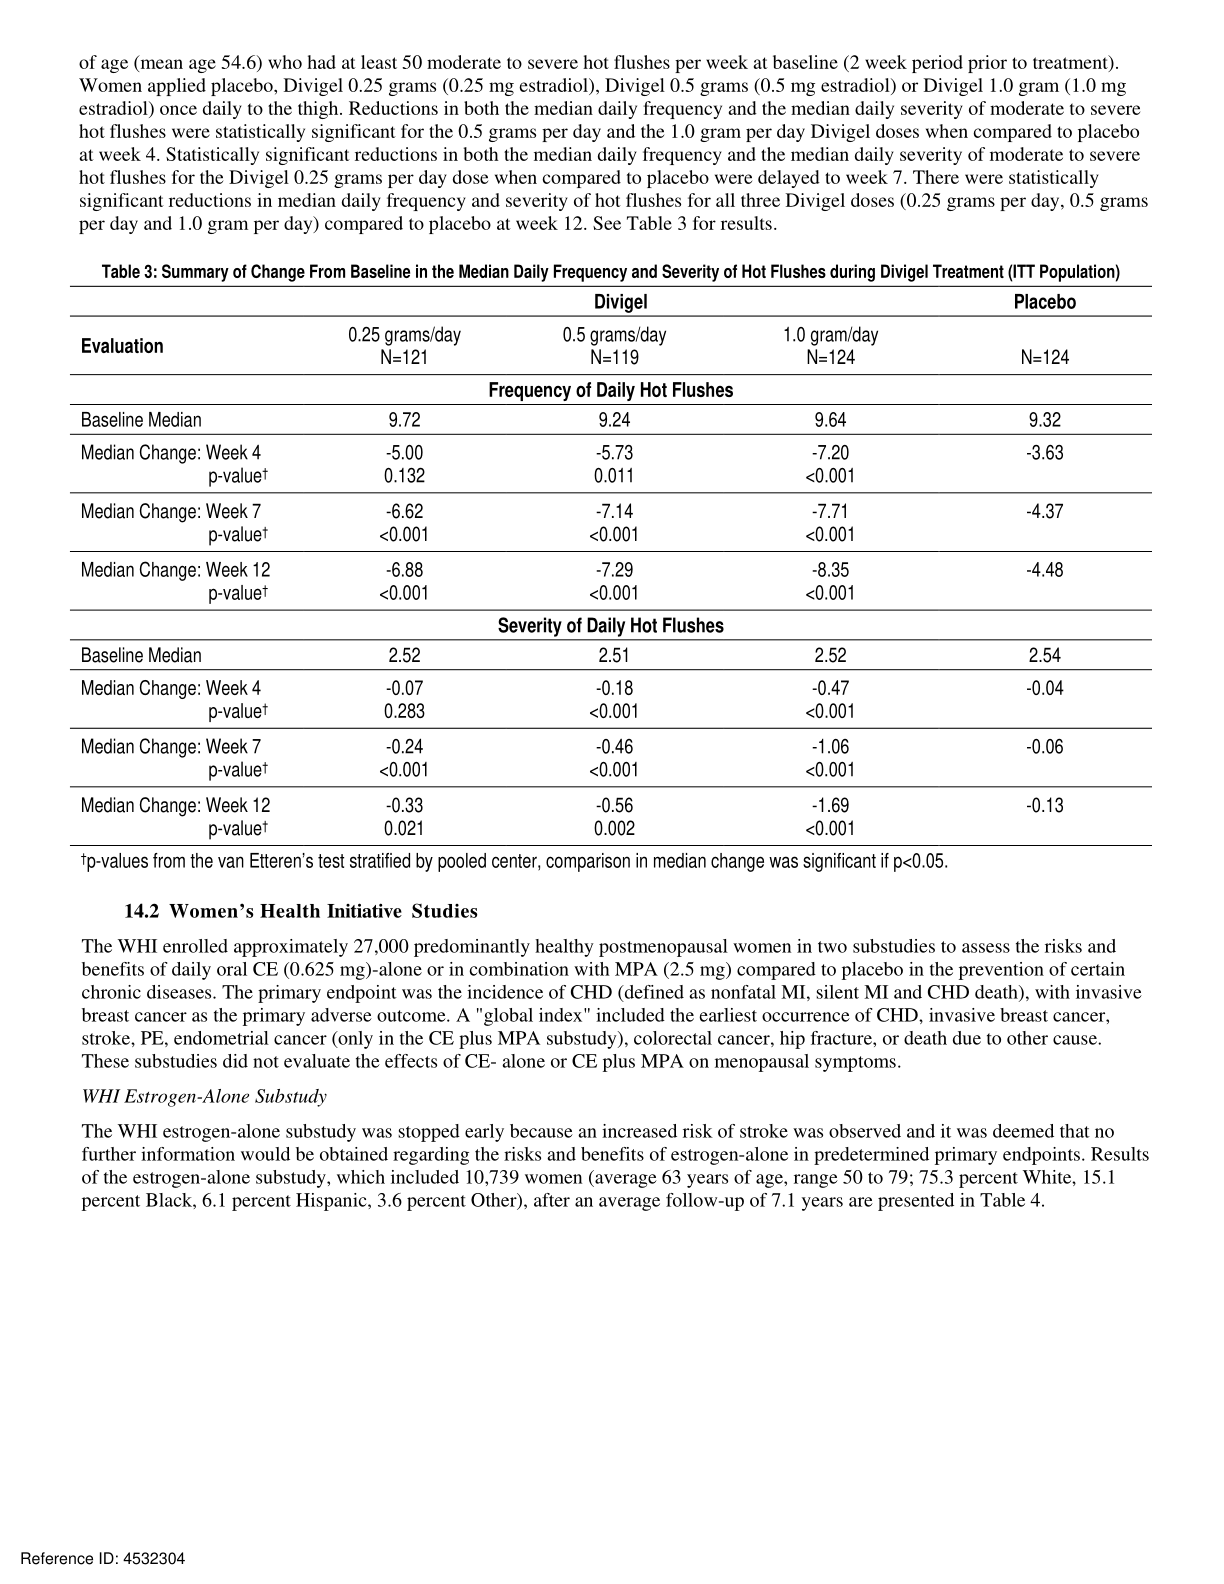 of age (mean age 54.6) who had at least 50 moderate to severe hot flushes per week at baseline (2 week period prior to treatment).
Women applied placebo, Divigel 0.25 grams (0.25 mg estradiol), Divigel 0.5 grams (0.5 mg estradiol) or Divigel 1.0 gram (1.0 mg
estradiol) once daily to the thigh. Reductions in both the median daily frequency and the median daily severity of moderate to severe
hot flushes were statistically significant for the 0.5 grams per day and the 1.0 gram per day Divigel doses when compared to placebo
at week 4. Statistically significant reductions in both the median daily frequency and the median daily severity of moderate to severe
hot flushes for the Divigel 0.25 grams per day dose when compared to placebo were delayed to week 7. There were statistically
significant reductions in median daily frequency and severity of hot flushes for all three Divigel doses (0.25 grams per day, 0.5 grams
per day and 1.0 gram per day) compared to placebo at week 12. See Table 3 for results.
Table 3: Summary of Change From Baseline in the Median Daily Frequency and Severity of Hot Flushes during Divigel Treatment (ITT Population)
Divigel Placebo
Evaluation 0.25 grams/day 0.5 grams/day 1.0 gram/day
N=121 N=119 N=124 N=124
Frequency of Daily Hot Flushes
Baseline Median 9.72 9.24 9.64 9.32
Median Change: Week 4 -5.00 -5.73 -7.20 -3.63
p-value† 0.132 0.011 <0.001
Median Change: Week 7 -6.62 -7.14 -7.71 -4.37
p-value† <0.001 <0.001 <0.001
Median Change: Week 12 -6.88 -7.29 -8.35 -4.48
p-value† <0.001 <0.001 <0.001
Severity of Daily Hot Flushes
Baseline Median 2.52 2.51 2.52 2.54
Median Change: Week 4 -0.07 -0.18 -0.47 -0.04
p-value† 0.283 <0.001 <0.001
Median Change: Week 7 -0.24 -0.46 -1.06 -0.06
p-value† <0.001 <0.001 <0.001
Median Change: Week 12 -0.33 -0.56 -1.69 -0.13
p-value† 0.021 0.002 <0.001
†p-values from the van Etteren’s test stratified by pooled center, comparison in median change was significant if p<0.05.
14.2 Women’s Health Initiative Studies
The WHI enrolled approximately 27,000 predominantly healthy postmenopausal women in two substudies to assess the risks and
benefits of daily oral CE (0.625 mg)-alone or in combination with MPA (2.5 mg) compared to placebo in the prevention of certain
chronic diseases. The primary endpoint was the incidence of CHD (defined as nonfatal MI, silent MI and CHD death), with invasive
breast cancer as the primary adverse outcome. A "global index" included the earliest occurrence of CHD, invasive breast cancer,
stroke, PE, endometrial cancer (only in the CE plus MPA substudy), colorectal cancer, hip fracture, or death due to other cause.
These substudies did not evaluate the effects of CE- alone or CE plus MPA on menopausal symptoms.
WHI Estrogen-Alone Substudy
The WHI estrogen-alone substudy was stopped early because an increased risk of stroke was observed and it was deemed that no
further information would be obtained regarding the risks and benefits of estrogen-alone in predetermined primary endpoints. Results
of the estrogen-alone substudy, which included 10,739 women (average 63 years of age, range 50 to 79; 75.3 percent White, 15.1
percent Black, 6.1 percent Hispanic, 3.6 percent Other), after an average follow-up of 7.1 years are presented in Table 4.
Reference ID: 4532304